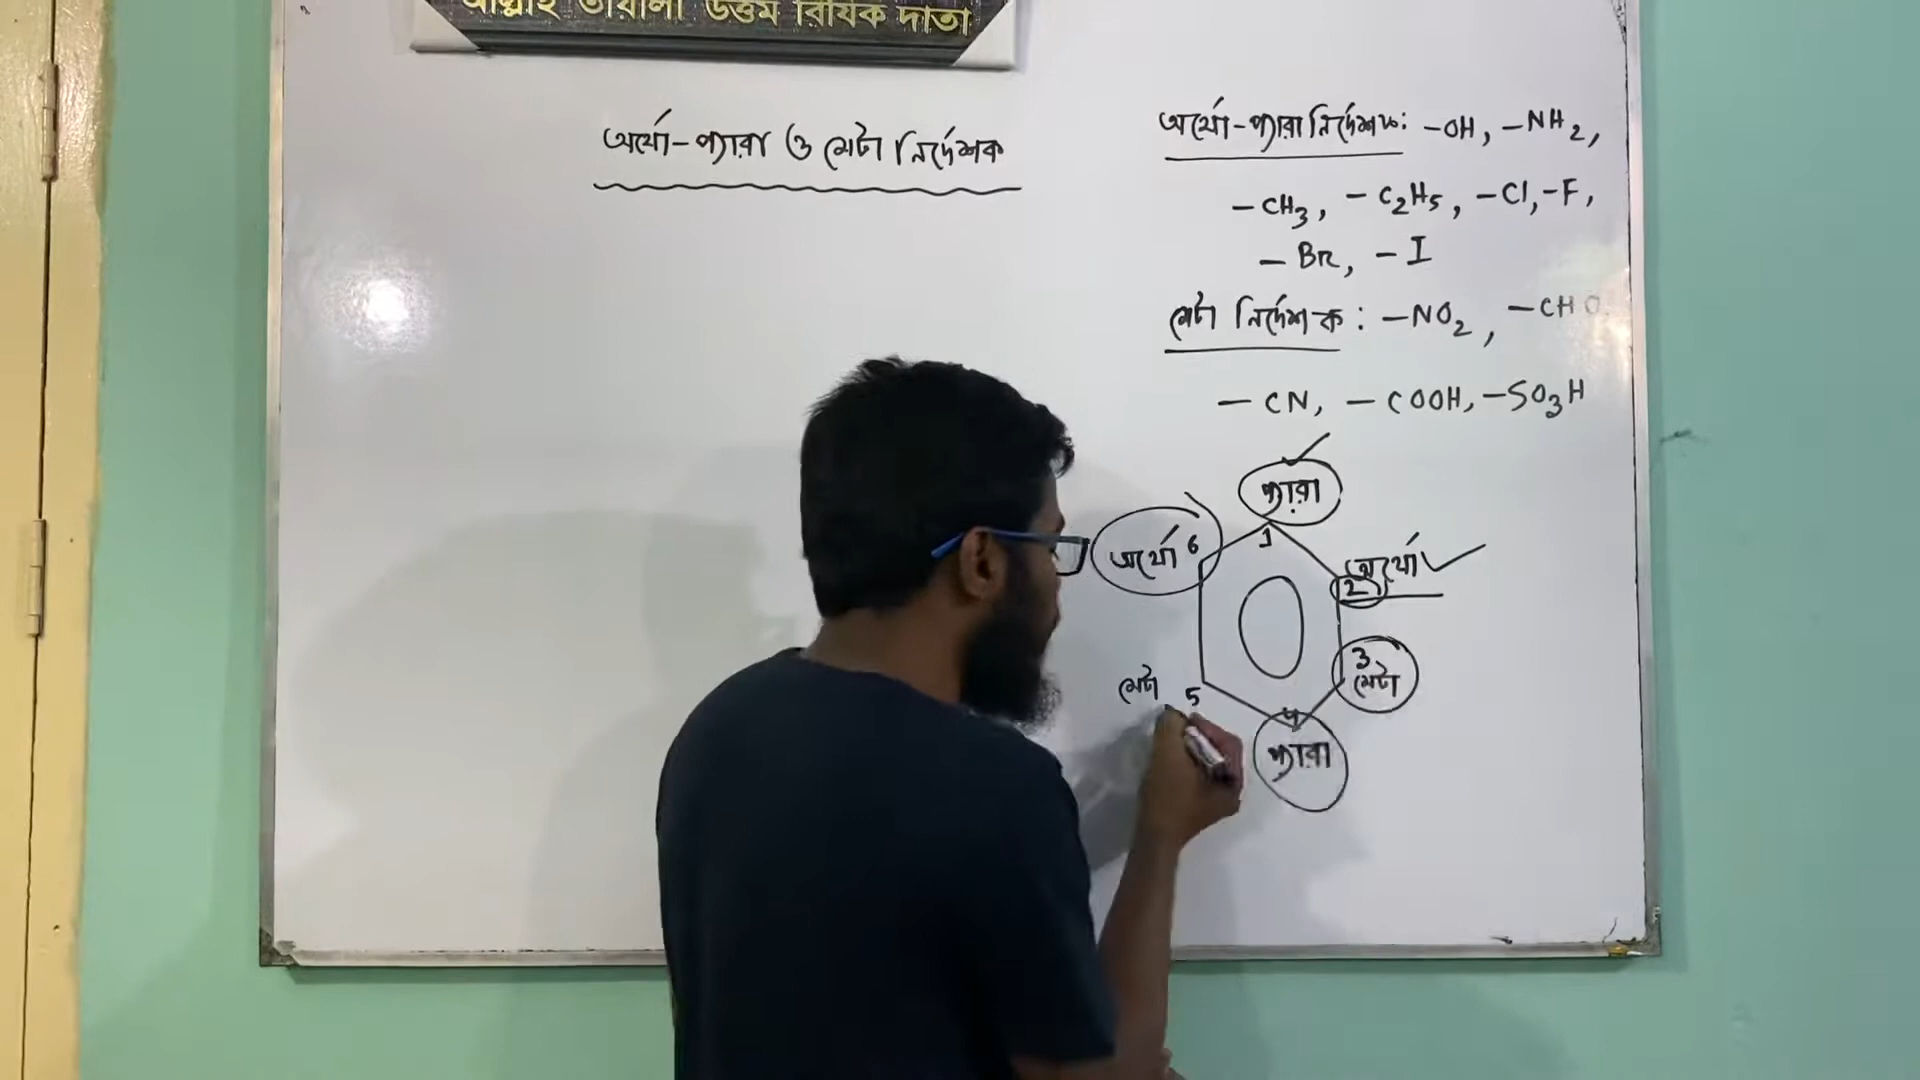 আল্লাহ তায়ালা উত্তম রিযিক দাতা
অর্থো-প্যারা ও মেটা নির্দেশক
অর্থো-প্যারা নির্দেশক: -OH, -NH2,
-CH3, -C2H5, -Cl, -F,
-Br, -I
মেটা নির্দেশক: -NO2, -CHO
-CN, -COOH, -SO3H
প্যারা
1
অর্থো 6
অর্থো
2
3
মেটা
মেটা 5
4
প্যারা